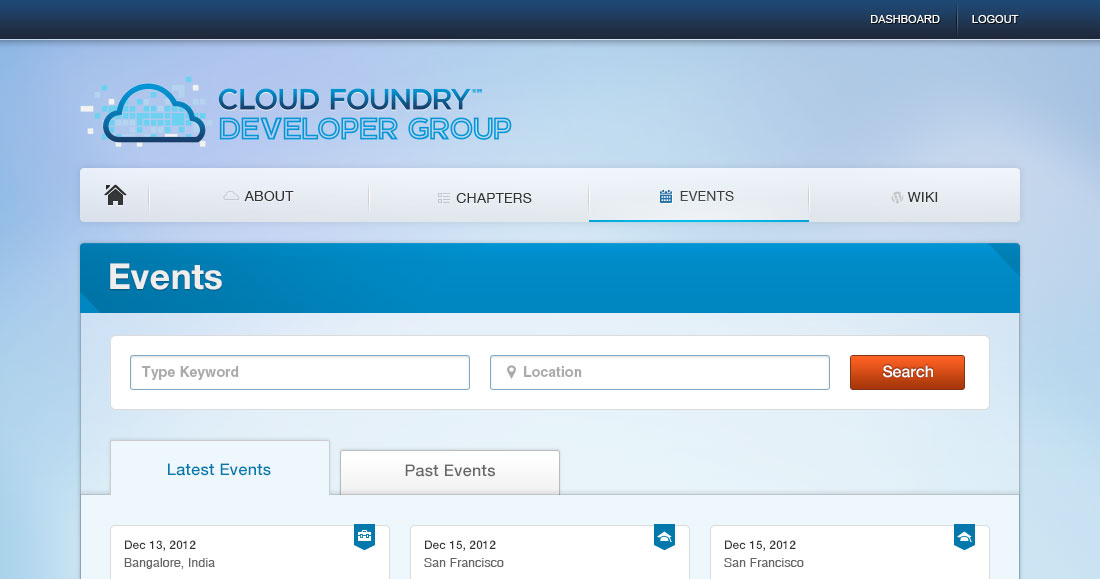 DASHBOARD LOGOUT
CLOUD FOUNDRY™
DEVELOPER GROUP
ABOUT CHAPTERS EVENTS WIKI
Events
Type Keyword Location Search
Latest Events Past Events
Dec 13, 2012 Dec 15, 2012 Dec 15, 2012
Bangalore, India San Francisco San Francisco